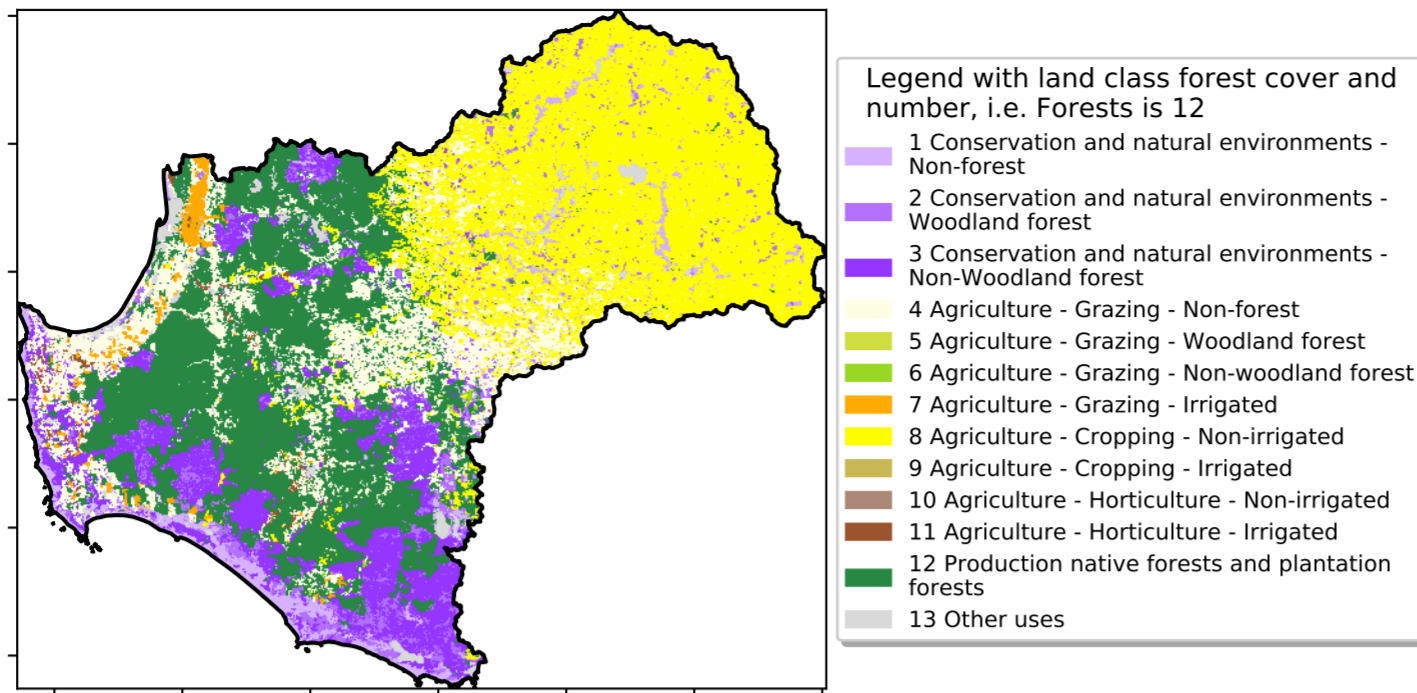 Legend with land class forest cover and
number, i.e. Forests is 12
1 Conservation and natural environments -
Non-forest
2 Conservation and natural environments -
Woodland forest
3 Conservation and natural environments -
Non-Woodland forest
4 Agriculture - Grazing - Non-forest
5 Agriculture - Grazing - Woodland forest
6 Agriculture - Grazing - Non-woodland forest
7 Agriculture - Grazing - Irrigated
8 Agriculture - Cropping - Non-irrigated
9 Agriculture - Cropping - Irrigated
10 Agriculture - Horticulture - Non-irrigated
11 Agriculture - Horticulture - Irrigated
12 Production native forests and plantation
forests
13 Other uses